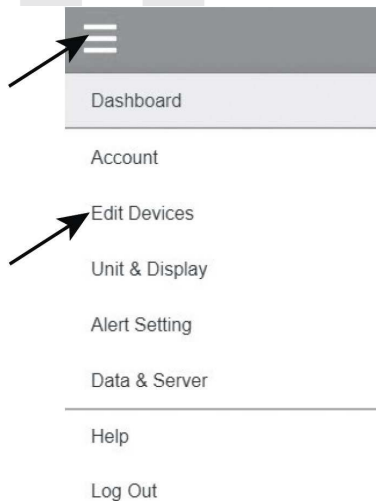 Dashboard
Account
Edit Devices
Unit & Display
Alert Setting
Data & Server
Help
Log Out